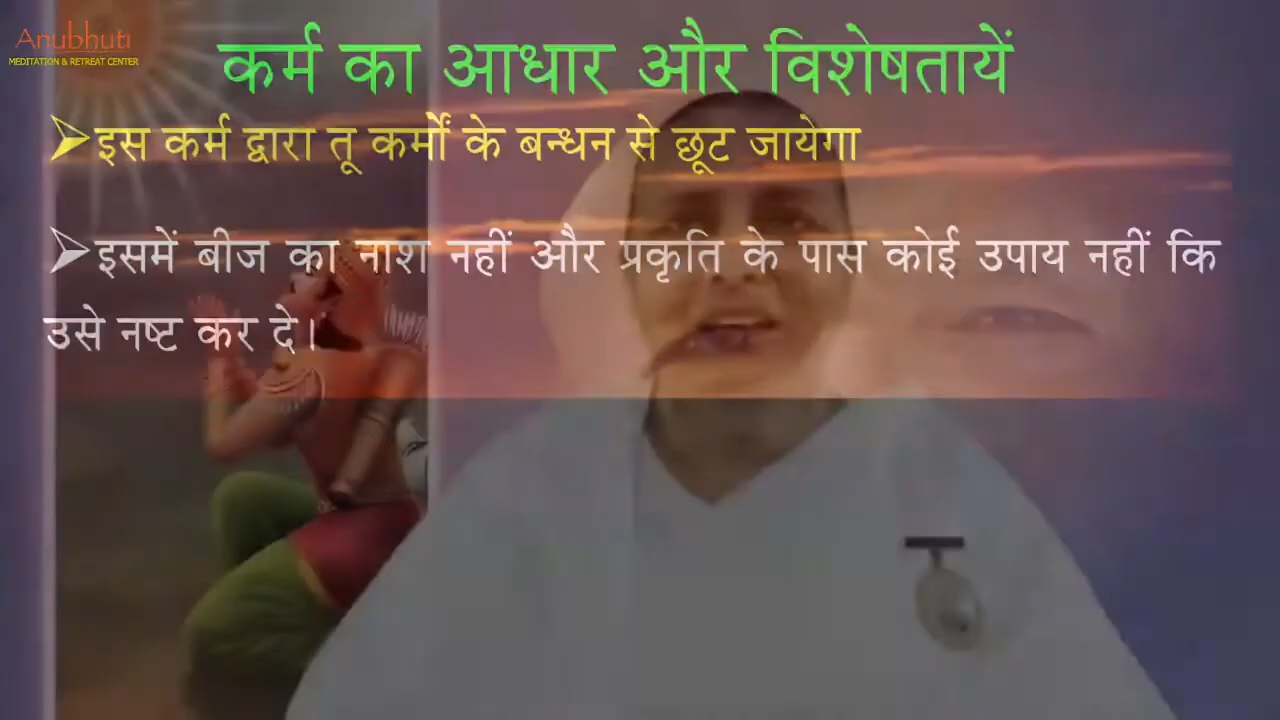 Anubhuti
MEDITATION & RETREAT CENTER
कर्म का आधार और विशेषतायें
➢इस कर्म द्वारा तू कर्मों के बन्धन से छूट जायेगा
➢इसमें बीज का नाश नहीं और प्रकृति के पास कोई उपाय नहीं कि
उसे नष्ट कर दे।